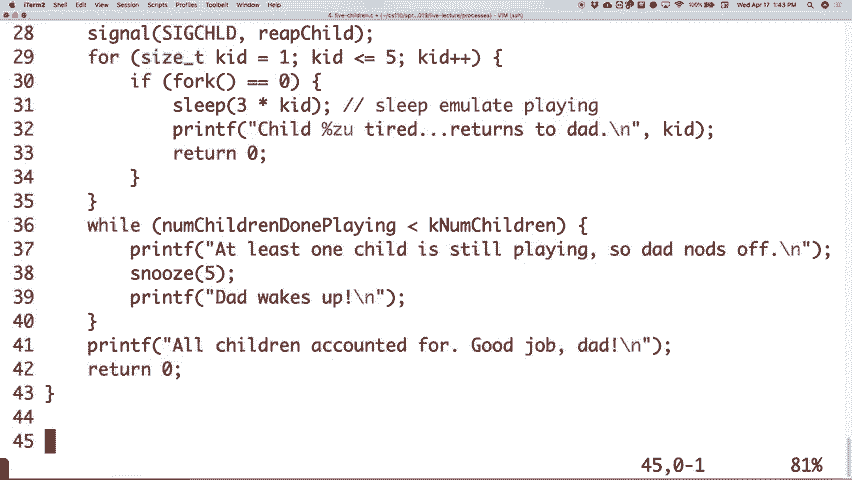 iTerm2 Shell Edit View Session Scripts Profiles Toolbelt Window Help 100% Wed Apr 17 1:43 PM
28 signal(SIGCHLD, reapChild);
29 for (size_t kid = 1; kid <= 5; kid++) {
30 if (fork() == 0) {
31 sleep(3 * kid); // sleep emulate playing
32 printf("Child %zu tired...returns to dad.\n", kid);
33 return 0;
34 }
35 }
36 while (numChildrenDonePlaying < kNumChildren) {
37 printf("At least one child is still playing, so dad nods off.\n");
38 snooze(5);
39 printf("Dad wakes up!\n");
40 }
41 printf("All children accounted for. Good job, dad!\n");
42 return 0;
43 }
44
45
45,0-1 81%